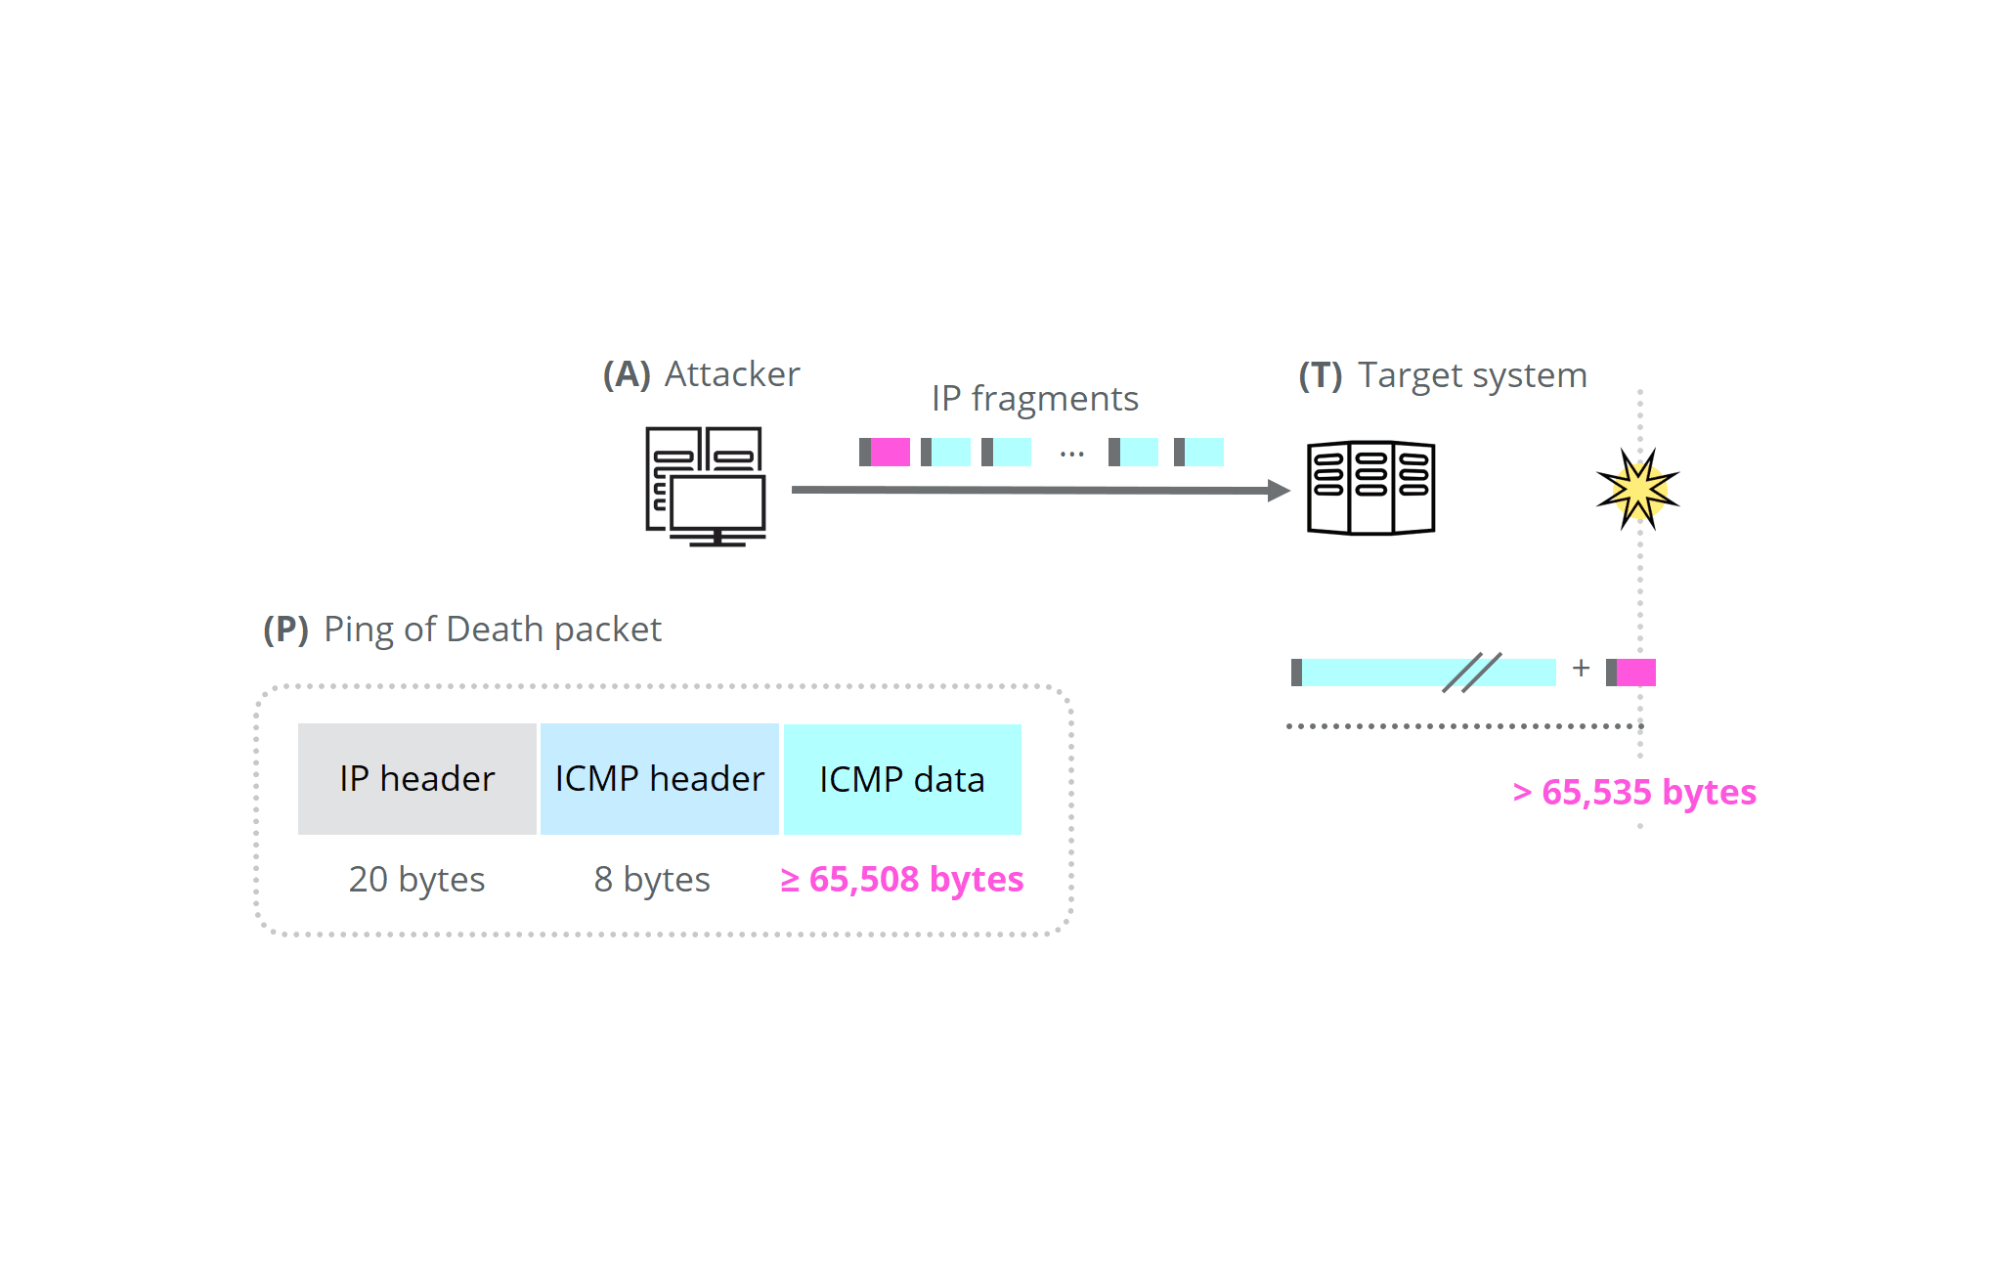 (A) Attacker
IP fragments
...
(T) Target system
(P) Ping of Death packet
IP header
ICMP header
ICMP data
20 bytes
8 bytes
≥ 65,508 bytes
+
> 65,535 bytes